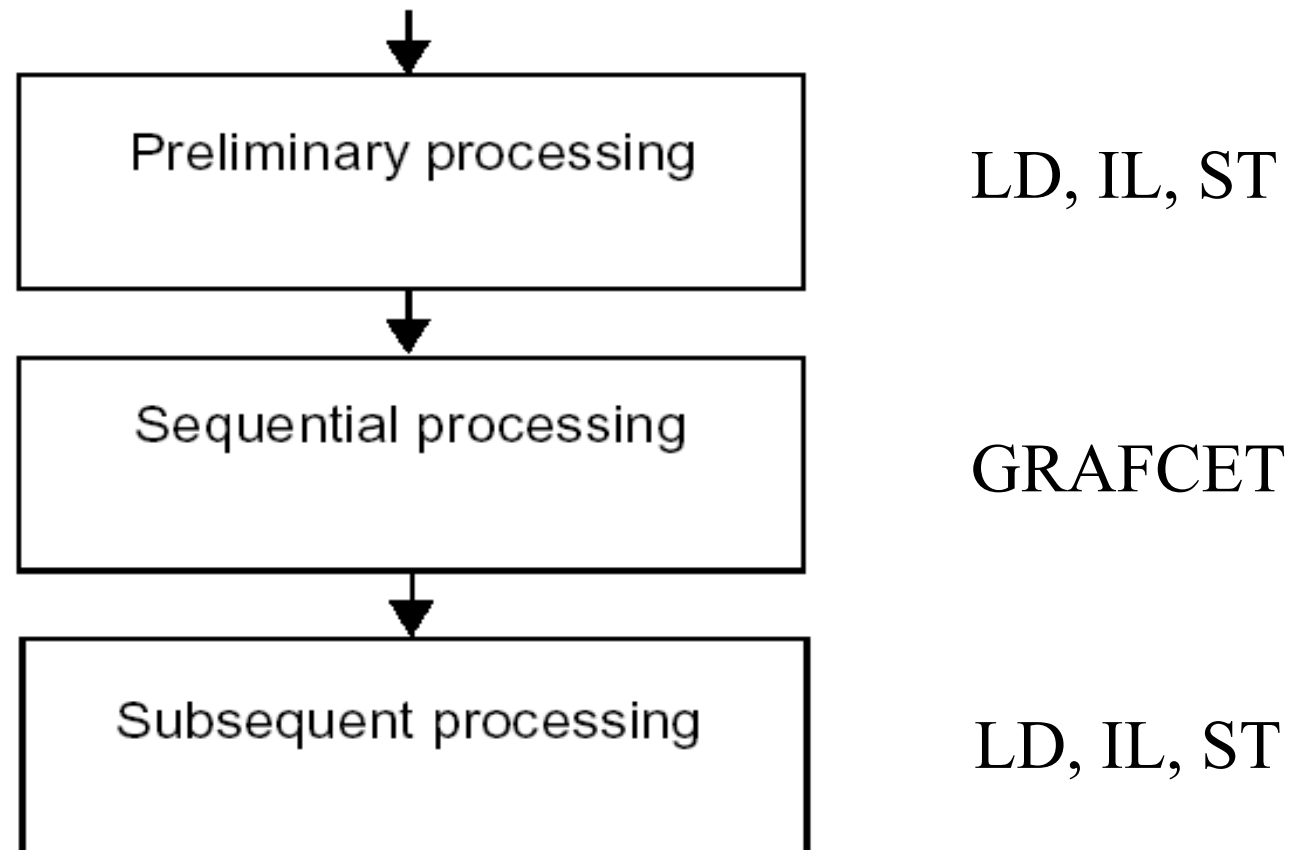 Preliminary processing
LD, IL, ST
Sequential processing
GRAFCET
Subsequent processing
LD, IL, ST